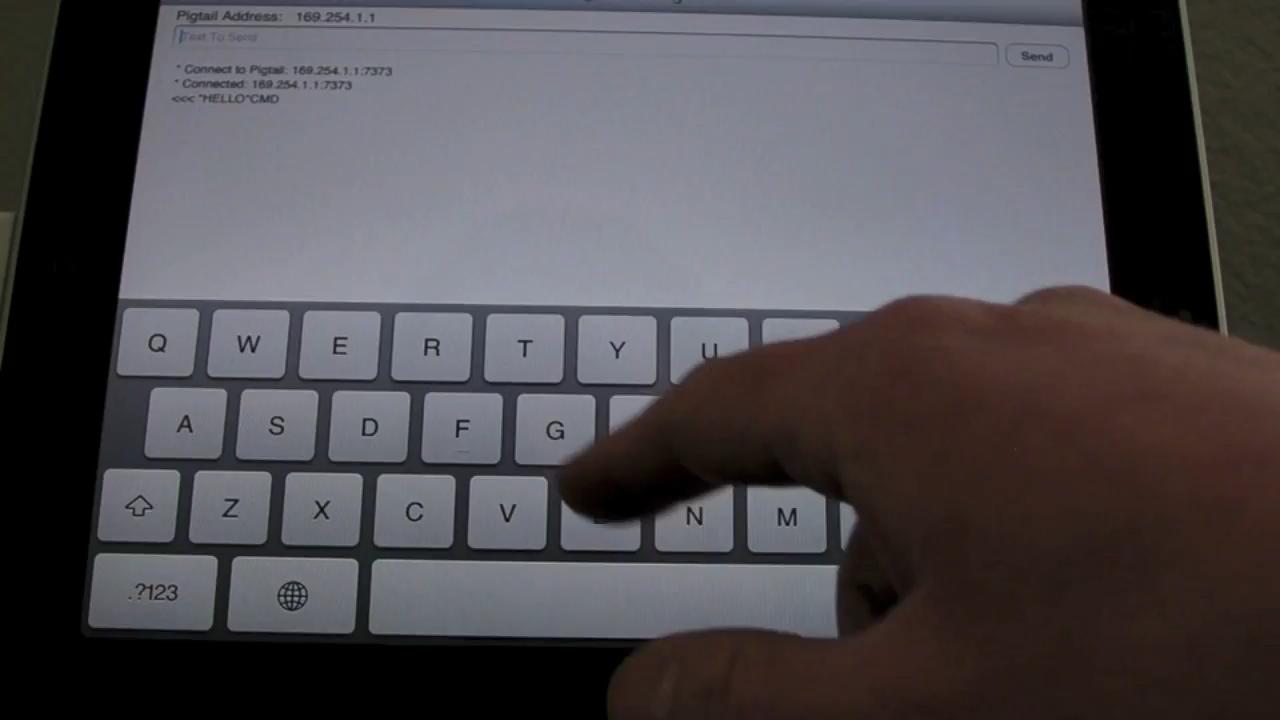 Pigtail Address: 169.254.1.1
Text To Send
Send
* Connect to Pigtail: 169.254.1.1:7373
* Connected: 169.254.1.1:7373
<<< "HELLO"CMD
Q W E R T Y U
A S D F G
Z X C V N M
.?123